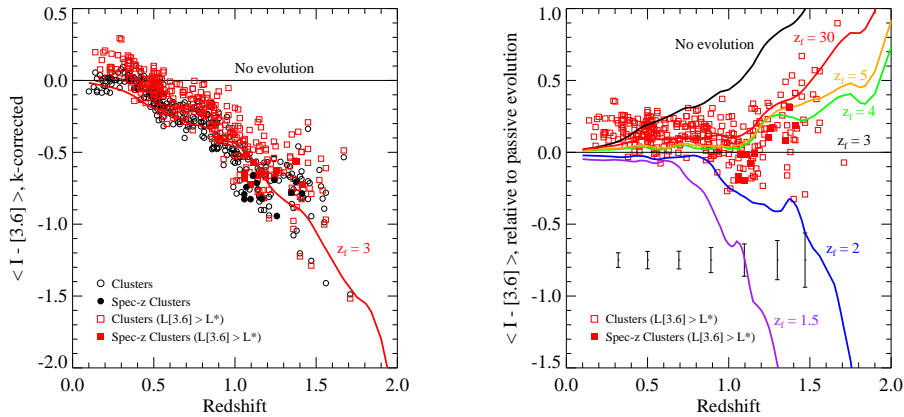 < I - [3.6] >, k-corrected
0.0
-0.5
-1.0
-1.5
-2.0
No evolution
z_f = 3
Clusters
Spec-z Clusters
Clusters (L[3.6] > L*)
Spec-z Clusters (L[3.6] > L*)
0.0 0.5 1.0 1.5 2.0
Redshift
< I - [3.6] >, relative to passive evolution
1.0
0.5
0.0
-0.5
-1.0
-1.5
No evolution
z_f = 30
z_f = 5
z_f = 4
z_f = 3
z_f = 2
z_f = 1.5
Clusters (L[3.6] > L*)
Spec-z Clusters (L[3.6] > L*)
0.0 0.5 1.0 1.5 2.0
Redshift